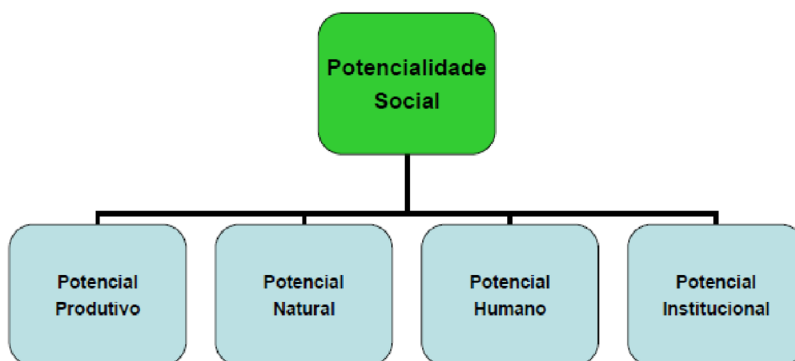 Potencialidade
Social
Potencial
Produtivo
Potencial
Natural
Potencial
Humano
Potencial
Institucional